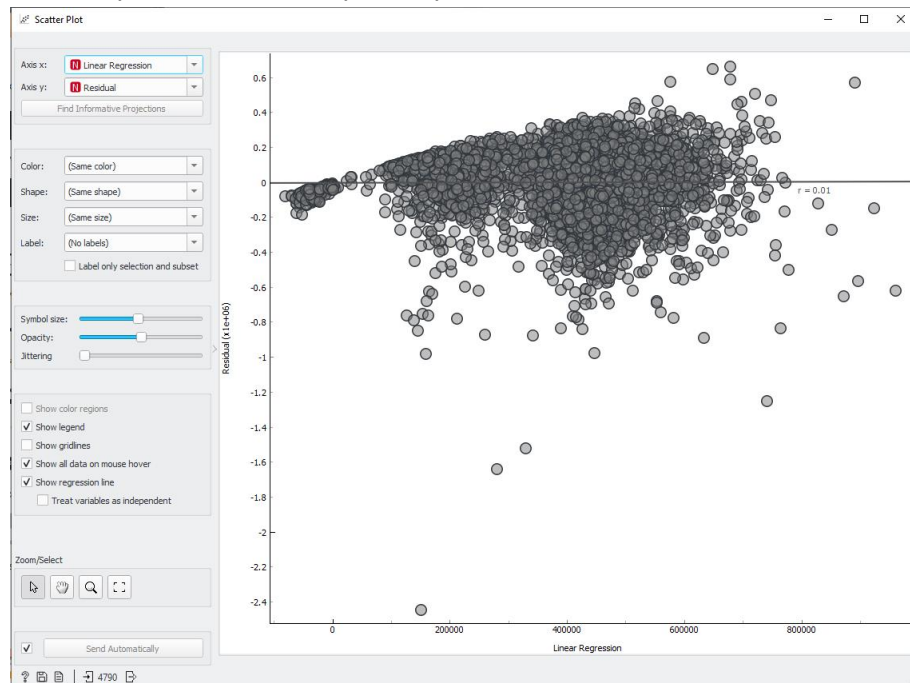 Scatter Plot
Axis x: N Linear Regression
Axis y: N Residual
Find Informative Projections
Color: (Same color)
Shape: (Same shape)
Size: (Same size)
Label: (No labels)
Label only selection and subset
Symbol size:
Opacity:
Jittering
Show color regions
Show legend
Show gridlines
Show all data on mouse hover
Show regression line
Treat variables as independent
Zoom/Select
Send Automatically
? 4790
Residual (x1e+06)
0.6
0.4
0.2
0
-0.2
-0.4
-0.6
-0.8
-1
-1.2
-1.4
-1.6
-1.8
-2
-2.2
-2.4
r = 0.01
0 200000 400000 600000 800000
Linear Regression